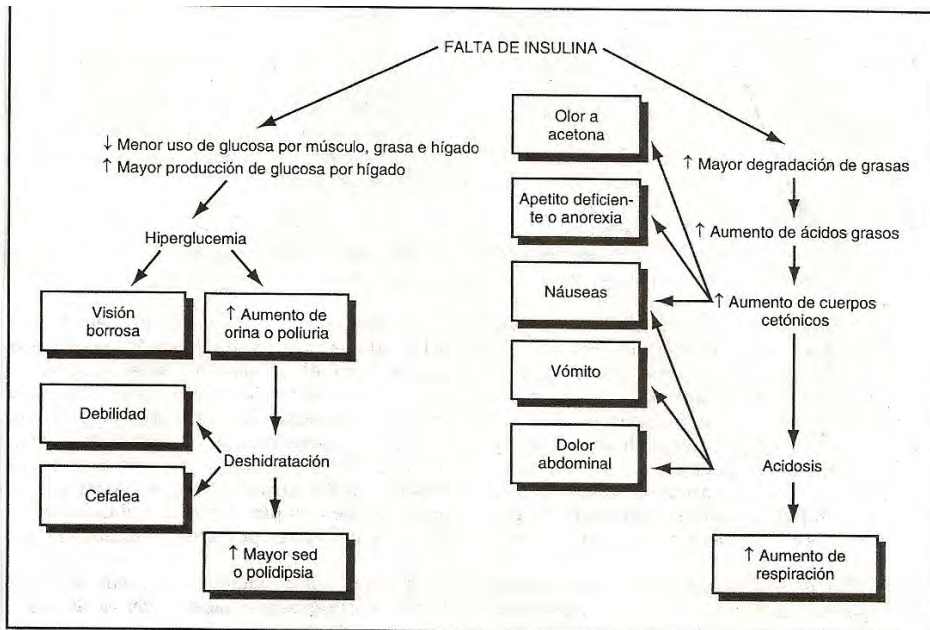 FALTA DE INSULINA
↓ Menor uso de glucosa por músculo, grasa e hígado
↑ Mayor producción de glucosa por hígado
Hiperglucemia
Visión
borrosa
↑ Aumento de
orina o poliuria
Debilidad
Cefalea
Deshidratación
↑ Mayor sed
o polidipsia
Olor a
acetona
Apetito deficien-
te o anorexia
Náuseas
Vómito
Dolor
abdominal
↑ Mayor degradación de grasas
↑ Aumento de ácidos grasos
↑ Aumento de cuerpos
cetónicos
Acidosis
↑ Aumento de
respiración